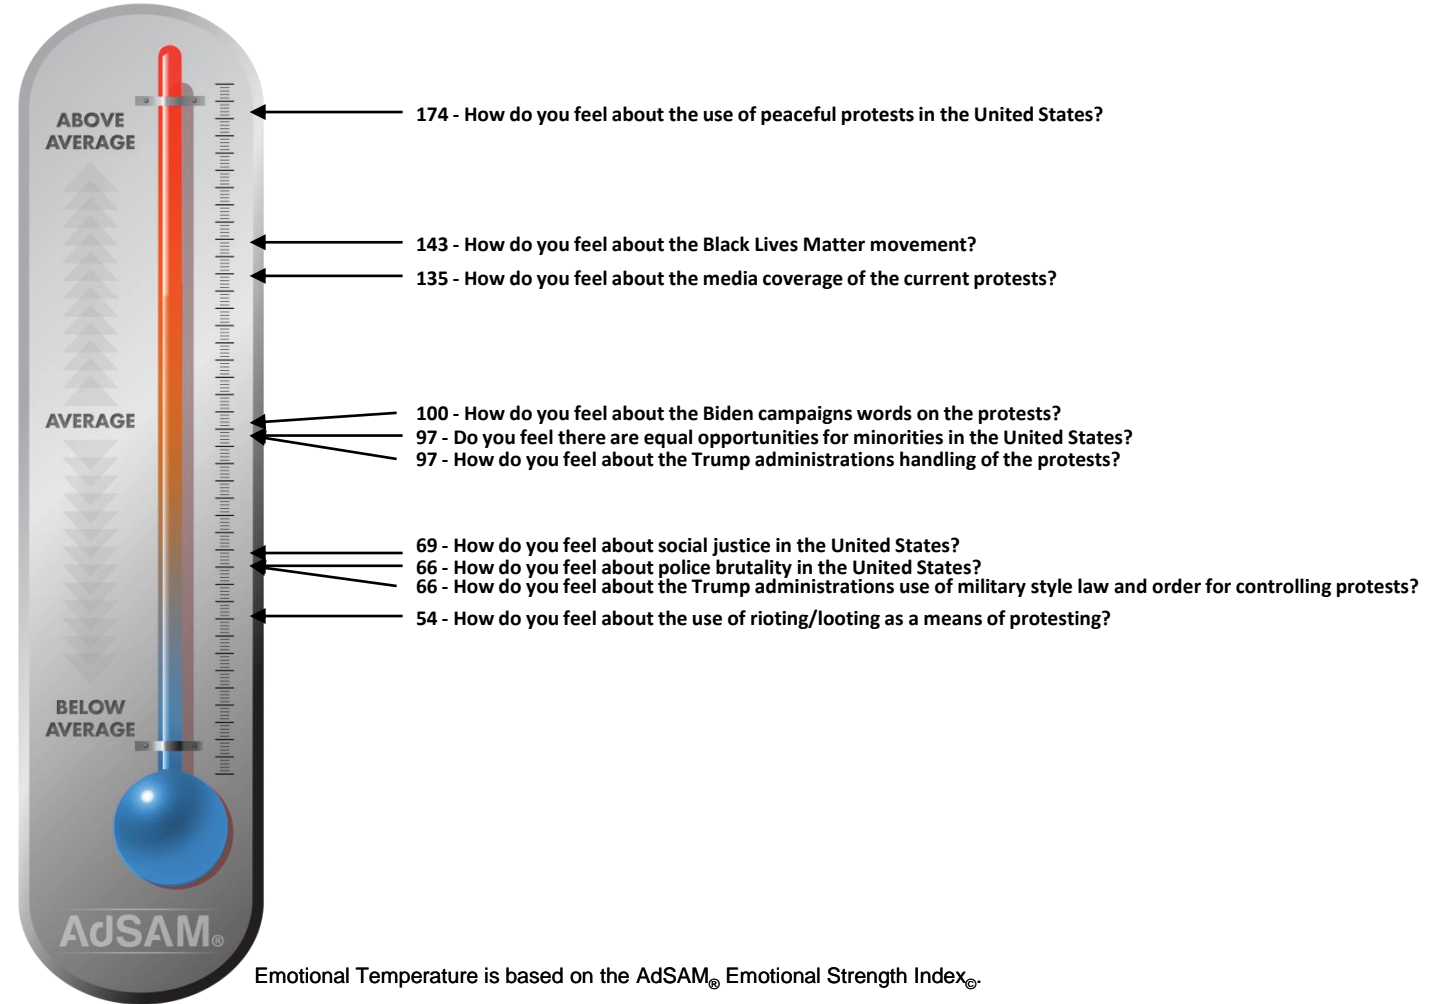 174 - How do you feel about the use of peaceful protests in the United States?
ABOVE
AVERAGE
143 - How do you feel about the Black Lives Matter movement?
135 - How do you feel about the media coverage of the current protests?
100 - How do you feel about the Biden campaigns words on the protests?
AVERAGE
97 - Do you feel there are equal opportunities for minorities in the United States?
97 - How do you feel about the Trump administrations handling of the protests?
69 - How do you feel about social justice in the United States?
66 - How do you feel about police brutality in the United States?
66 - How do you feel about the Trump administrations use of military style law and order for controlling protests?
54 - How do you feel about the use of rioting/looting as a means of protesting?
BELOW
AVERAGE
AdSAM®
Emotional Temperature is based on the AdSAM® Emotional Strength Index©.